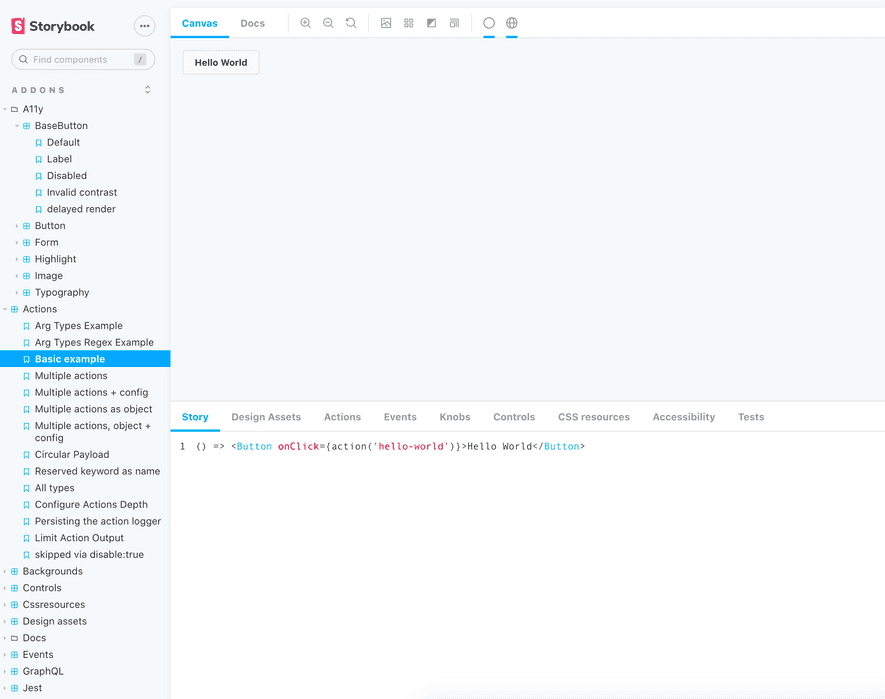 Storybook
Find components /
ADDONS
A11y
BaseButton
Default
Label
Disabled
Invalid contrast
delayed render
Button
Form
Highlight
Image
Typography
Actions
Arg Types Example
Arg Types Regex Example
Basic example
Multiple actions
Multiple actions + config
Multiple actions as object
Multiple actions, object +
config
Circular Payload
Reserved keyword as name
All types
Configure Actions Depth
Persisting the action logger
Limit Action Output
skipped via disable:true
Backgrounds
Controls
Cssresources
Design assets
Docs
Events
GraphQL
Jest
Canvas Docs
Hello World
Story Design Assets Actions Events Knobs Controls CSS resources Accessibility Tests
1 () => <Button onClick={action('hello-world')}>Hello World</Button>